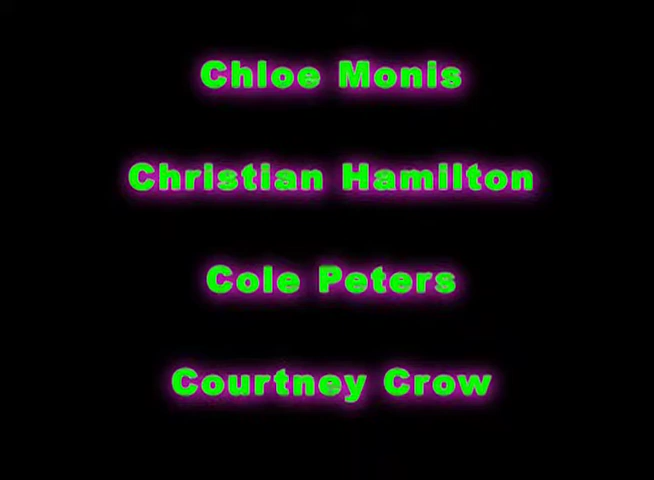 Chloe Monis
Christian Hamilton
Cole Peters
Courtney Crow